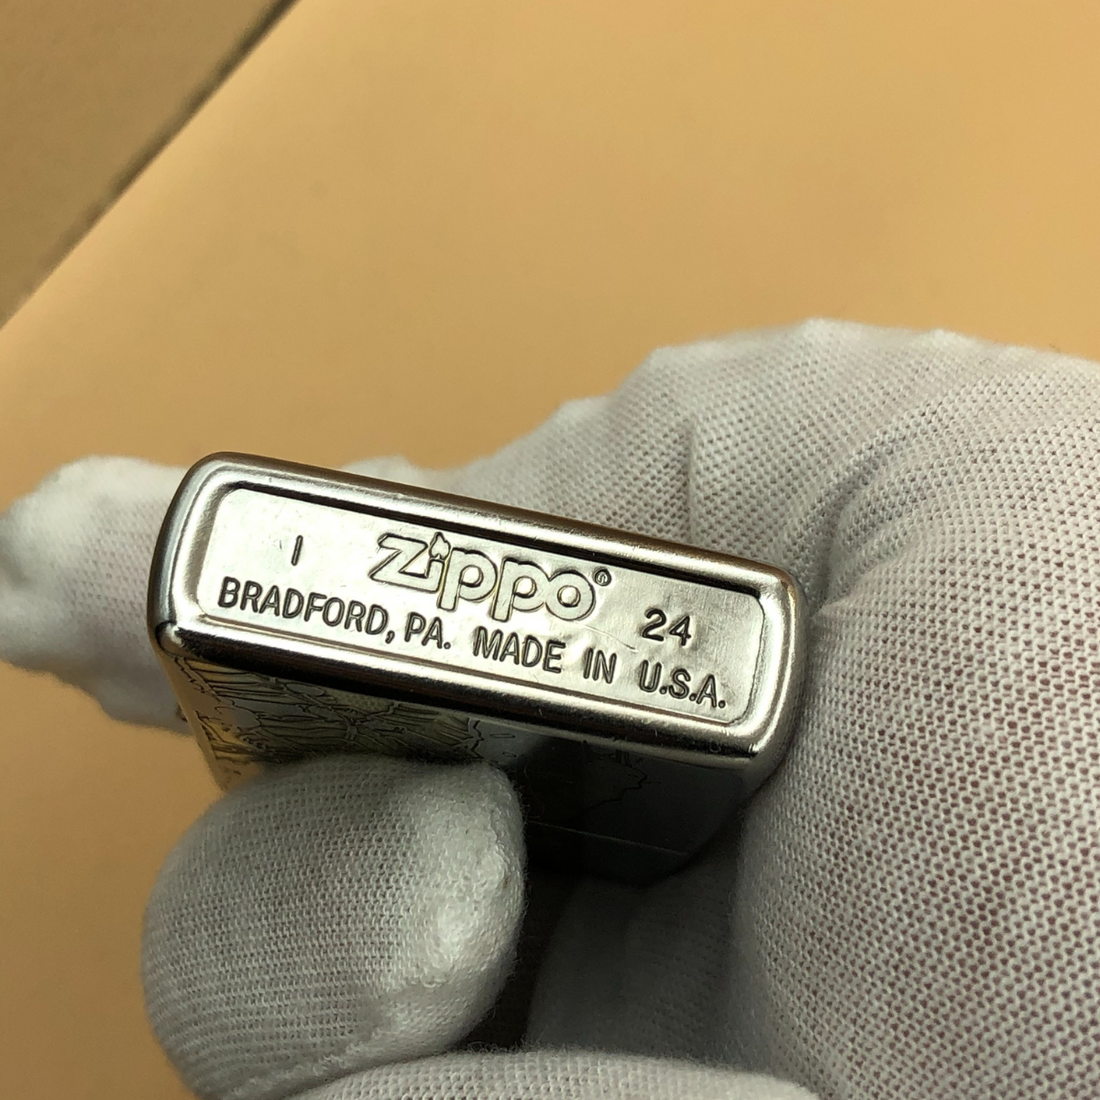 I Zippo® 24
BRADFORD, PA. MADE IN U.S.A.